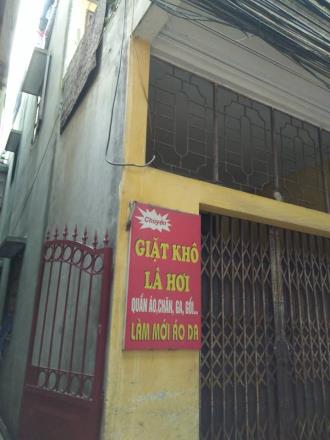 Chuyên
GIẶT KHÔ
LÀ HƠI
QUẦN ÁO,CHĂN, GA, GỐI...
LÀM MỚI ÁO DA